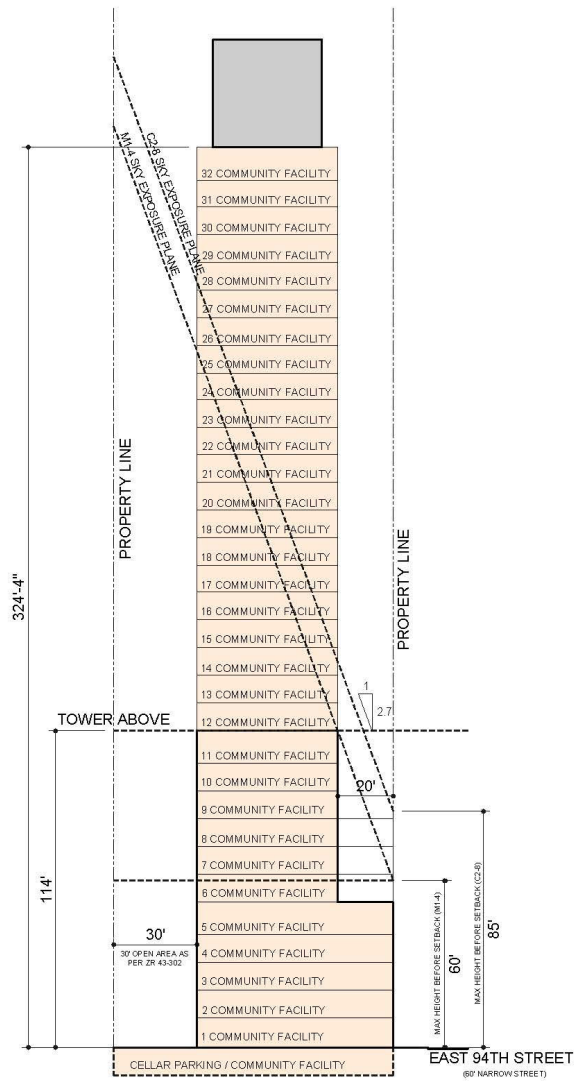 C2-8 SKY EXPOSURE PLANE
M1-4 SKY EXPOSURE PLANE
32 COMMUNITY FACILITY
31 COMMUNITY FACILITY
30 COMMUNITY FACILITY
29 COMMUNITY FACILITY
28 COMMUNITY FACILITY
27 COMMUNITY FACILITY
26 COMMUNITY FACILITY
25 COMMUNITY FACILITY
24 COMMUNITY FACILITY
23 COMMUNITY FACILITY
22 COMMUNITY FACILITY
21 COMMUNITY FACILITY
20 COMMUNITY FACILITY
19 COMMUNITY FACILITY
18 COMMUNITY FACILITY
17 COMMUNITY FACILITY
16 COMMUNITY FACILITY
15 COMMUNITY FACILITY
14 COMMUNITY FACILITY
13 COMMUNITY FACILITY
12 COMMUNITY FACILITY
PROPERTY LINE
PROPERTY LINE
324'-4"
1
2.7
TOWER ABOVE
11 COMMUNITY FACILITY
10 COMMUNITY FACILITY
9 COMMUNITY FACILITY
8 COMMUNITY FACILITY
7 COMMUNITY FACILITY
6 COMMUNITY FACILITY
5 COMMUNITY FACILITY
4 COMMUNITY FACILITY
3 COMMUNITY FACILITY
2 COMMUNITY FACILITY
1 COMMUNITY FACILITY
20'
114'
30'
30' OPEN AREA AS
PER ZR 43-302
MAX HEIGHT BEFORE SETBACK (M1-4)
60'
MAX HEIGHT BEFORE SETBACK (C2-8)
85'
CELLAR PARKING / COMMUNITY FACILITY
EAST 94TH STREET
(60' NARROW STREET)